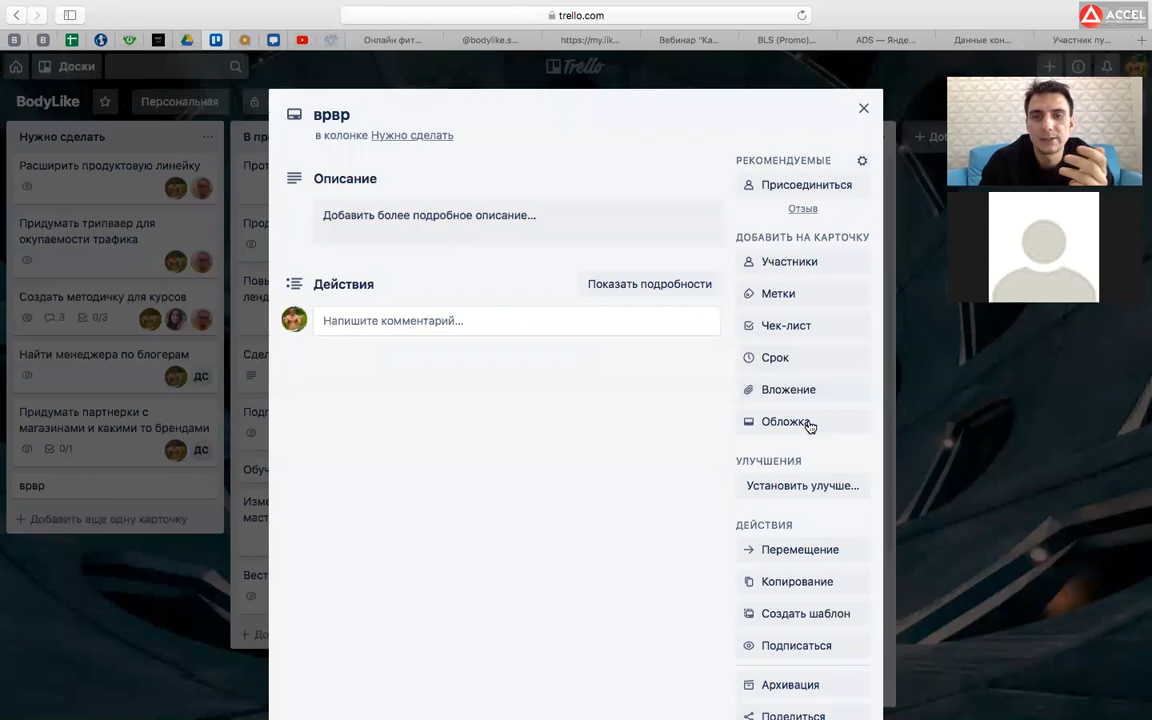 trello.com
ACCEL
Онлайн фит...
@bodylike.s...
https://my.lik...
Вебинар "Ка...
BLS (Promo)...
ADS — Янде...
Данные кон...
Участник пу...
Доски
Trello
BodyLike
Персональная
Нужно сделать
Расширить продуктовую линейку
Придумать трипваер для
окупаемости трафика
Создать методичку для курсов
3
0/3
Найти менеджера по блогерам
ДС
Придумать партнерки с
магазинами и какими то брендами
0/1
ДС
врвр
Добавить еще одну карточку
врвр
в колонке Нужно сделать
Описание
Добавить более подробное описание...
Действия
Показать подробности
Напишите комментарий...
РЕКОМЕНДУЕМЫЕ
Присоединиться
Отзыв
ДОБАВИТЬ НА КАРТОЧКУ
Участники
Метки
Чек-лист
Срок
Вложение
Обложка
УЛУЧШЕНИЯ
Установить улучше...
ДЕЙСТВИЯ
Перемещение
Копирование
Создать шаблон
Подписаться
Архивация
Поделиться